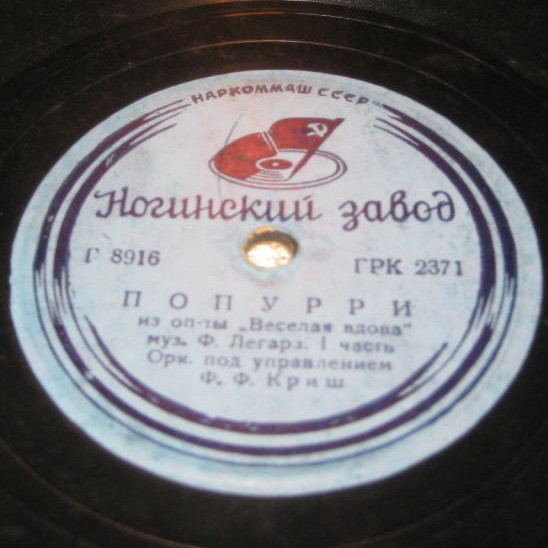 НАРКОММАШ СССР
Ногинский завод
Г 8916 ГРК 2371
ПОПУРРИ
из оп-ты „Веселая вдова"
муз. Ф. Легара. I часть
Орк. под управлением
Ф. Ф. Криш